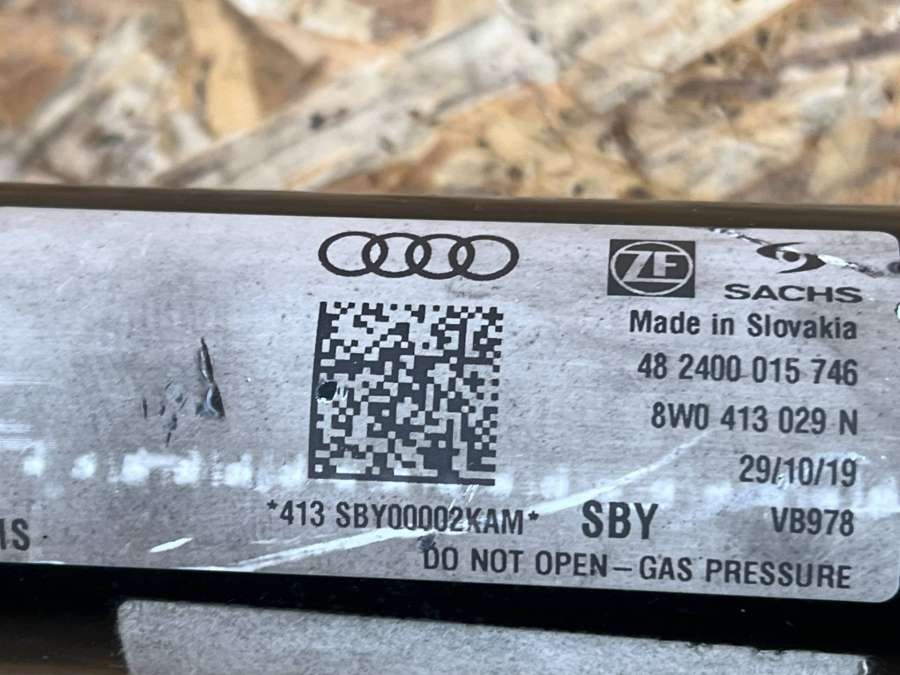 ZF
SACHS
Made in Slovakia
48 2400 015 746
8W0 413 029 N
29/10/19
*413 SBY00002KAM* SBY VB978
DO NOT OPEN – GAS PRESSURE